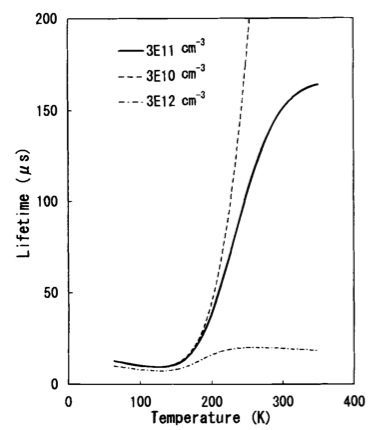 200
3E11 cm⁻³
3E10 cm⁻³
3E12 cm⁻³
150
100
50
0
Lifetime (μs)
0 100 200 300 400
Temperature (K)